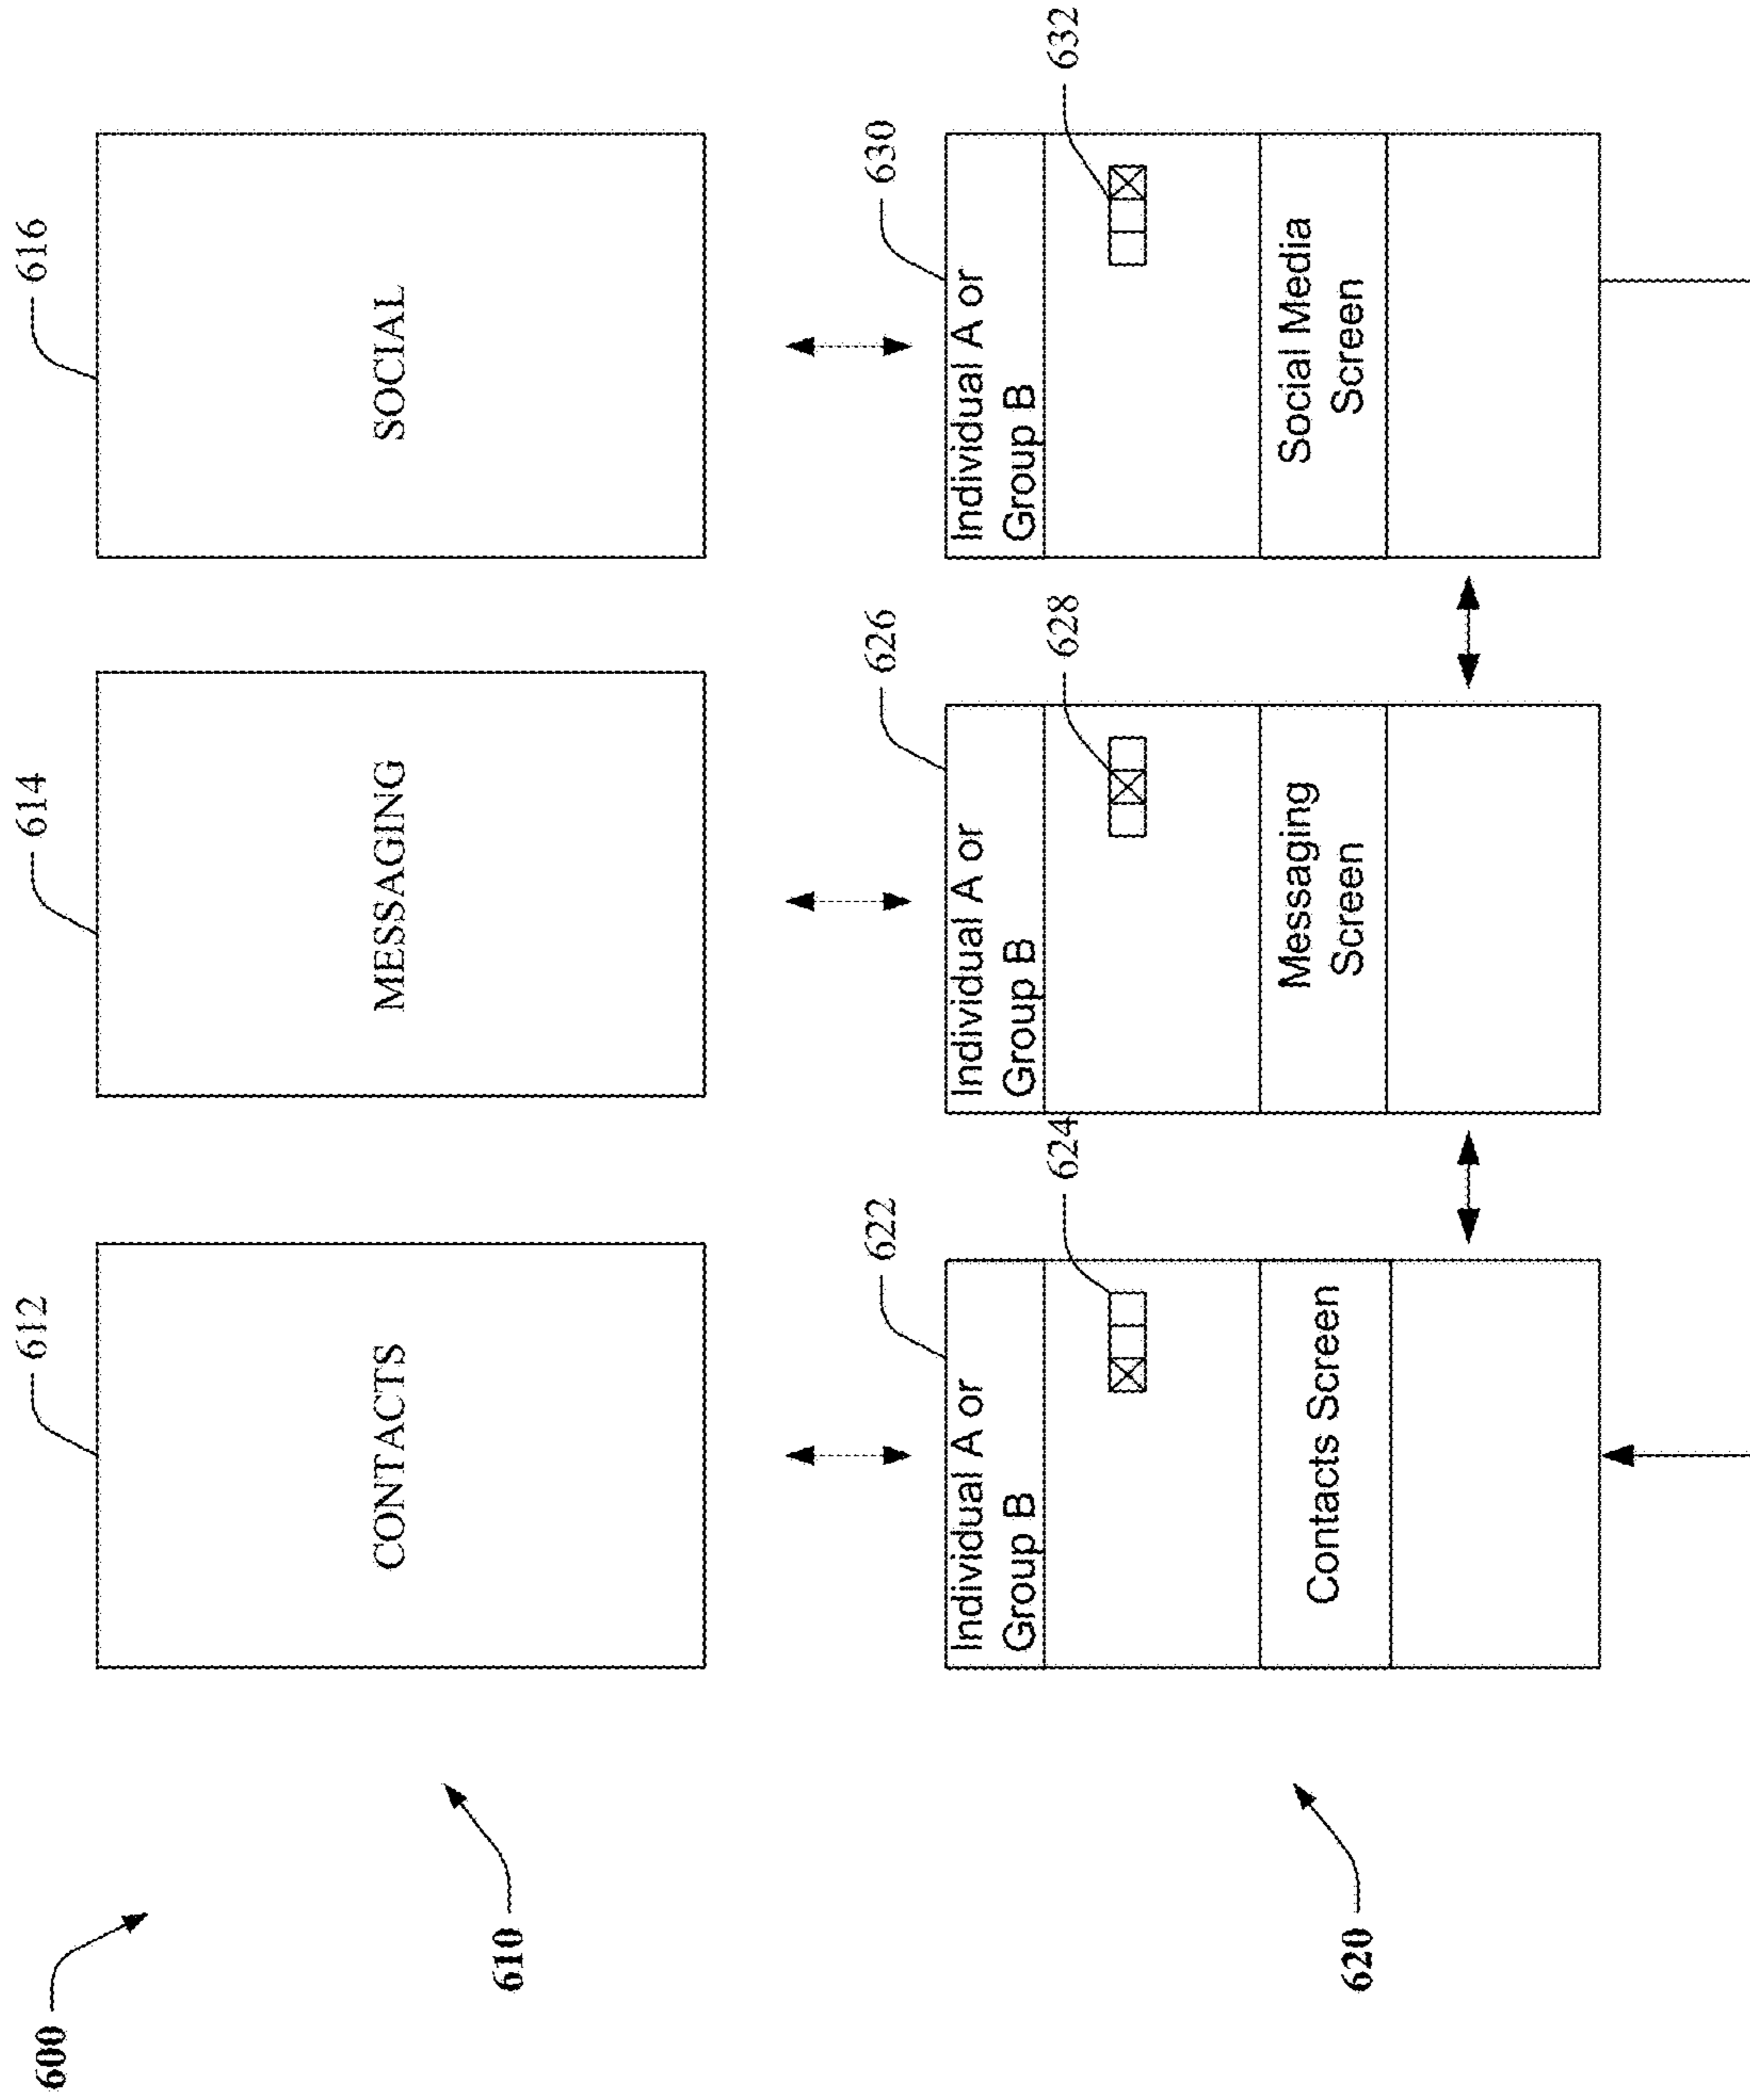 600
612
614
616
CONTACTS
MESSAGING
SOCIAL
610
622
626
630
Individual A or
Group B
Individual A or
Group B
Individual A or
Group B
624
628
632
Contacts Screen
Messaging
Screen
Social Media
Screen
620